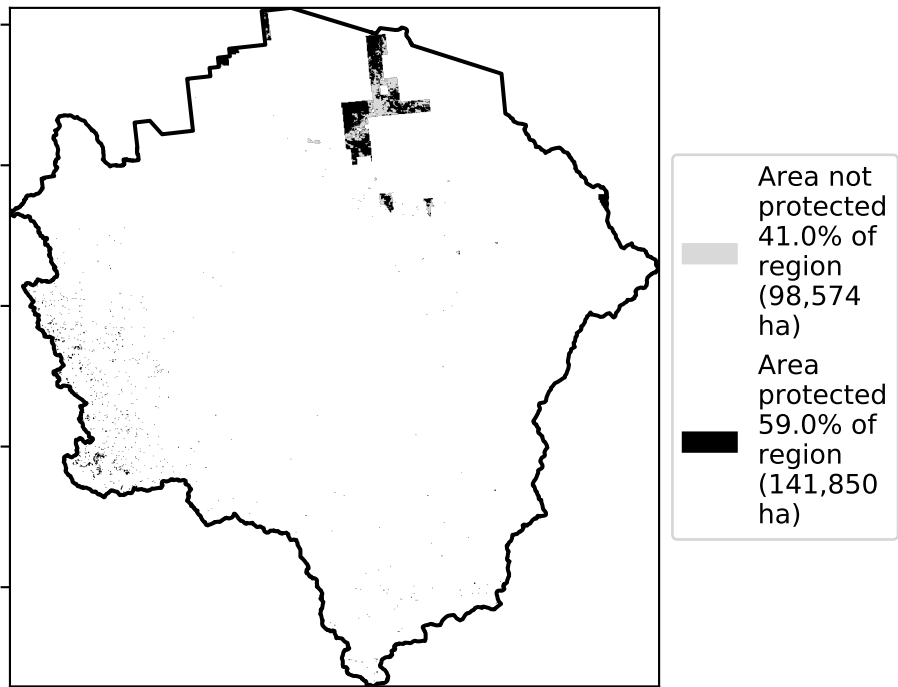 Area not
protected
41.0% of
region
(98,574
ha)
Area
protected
59.0% of
region
(141,850
ha)